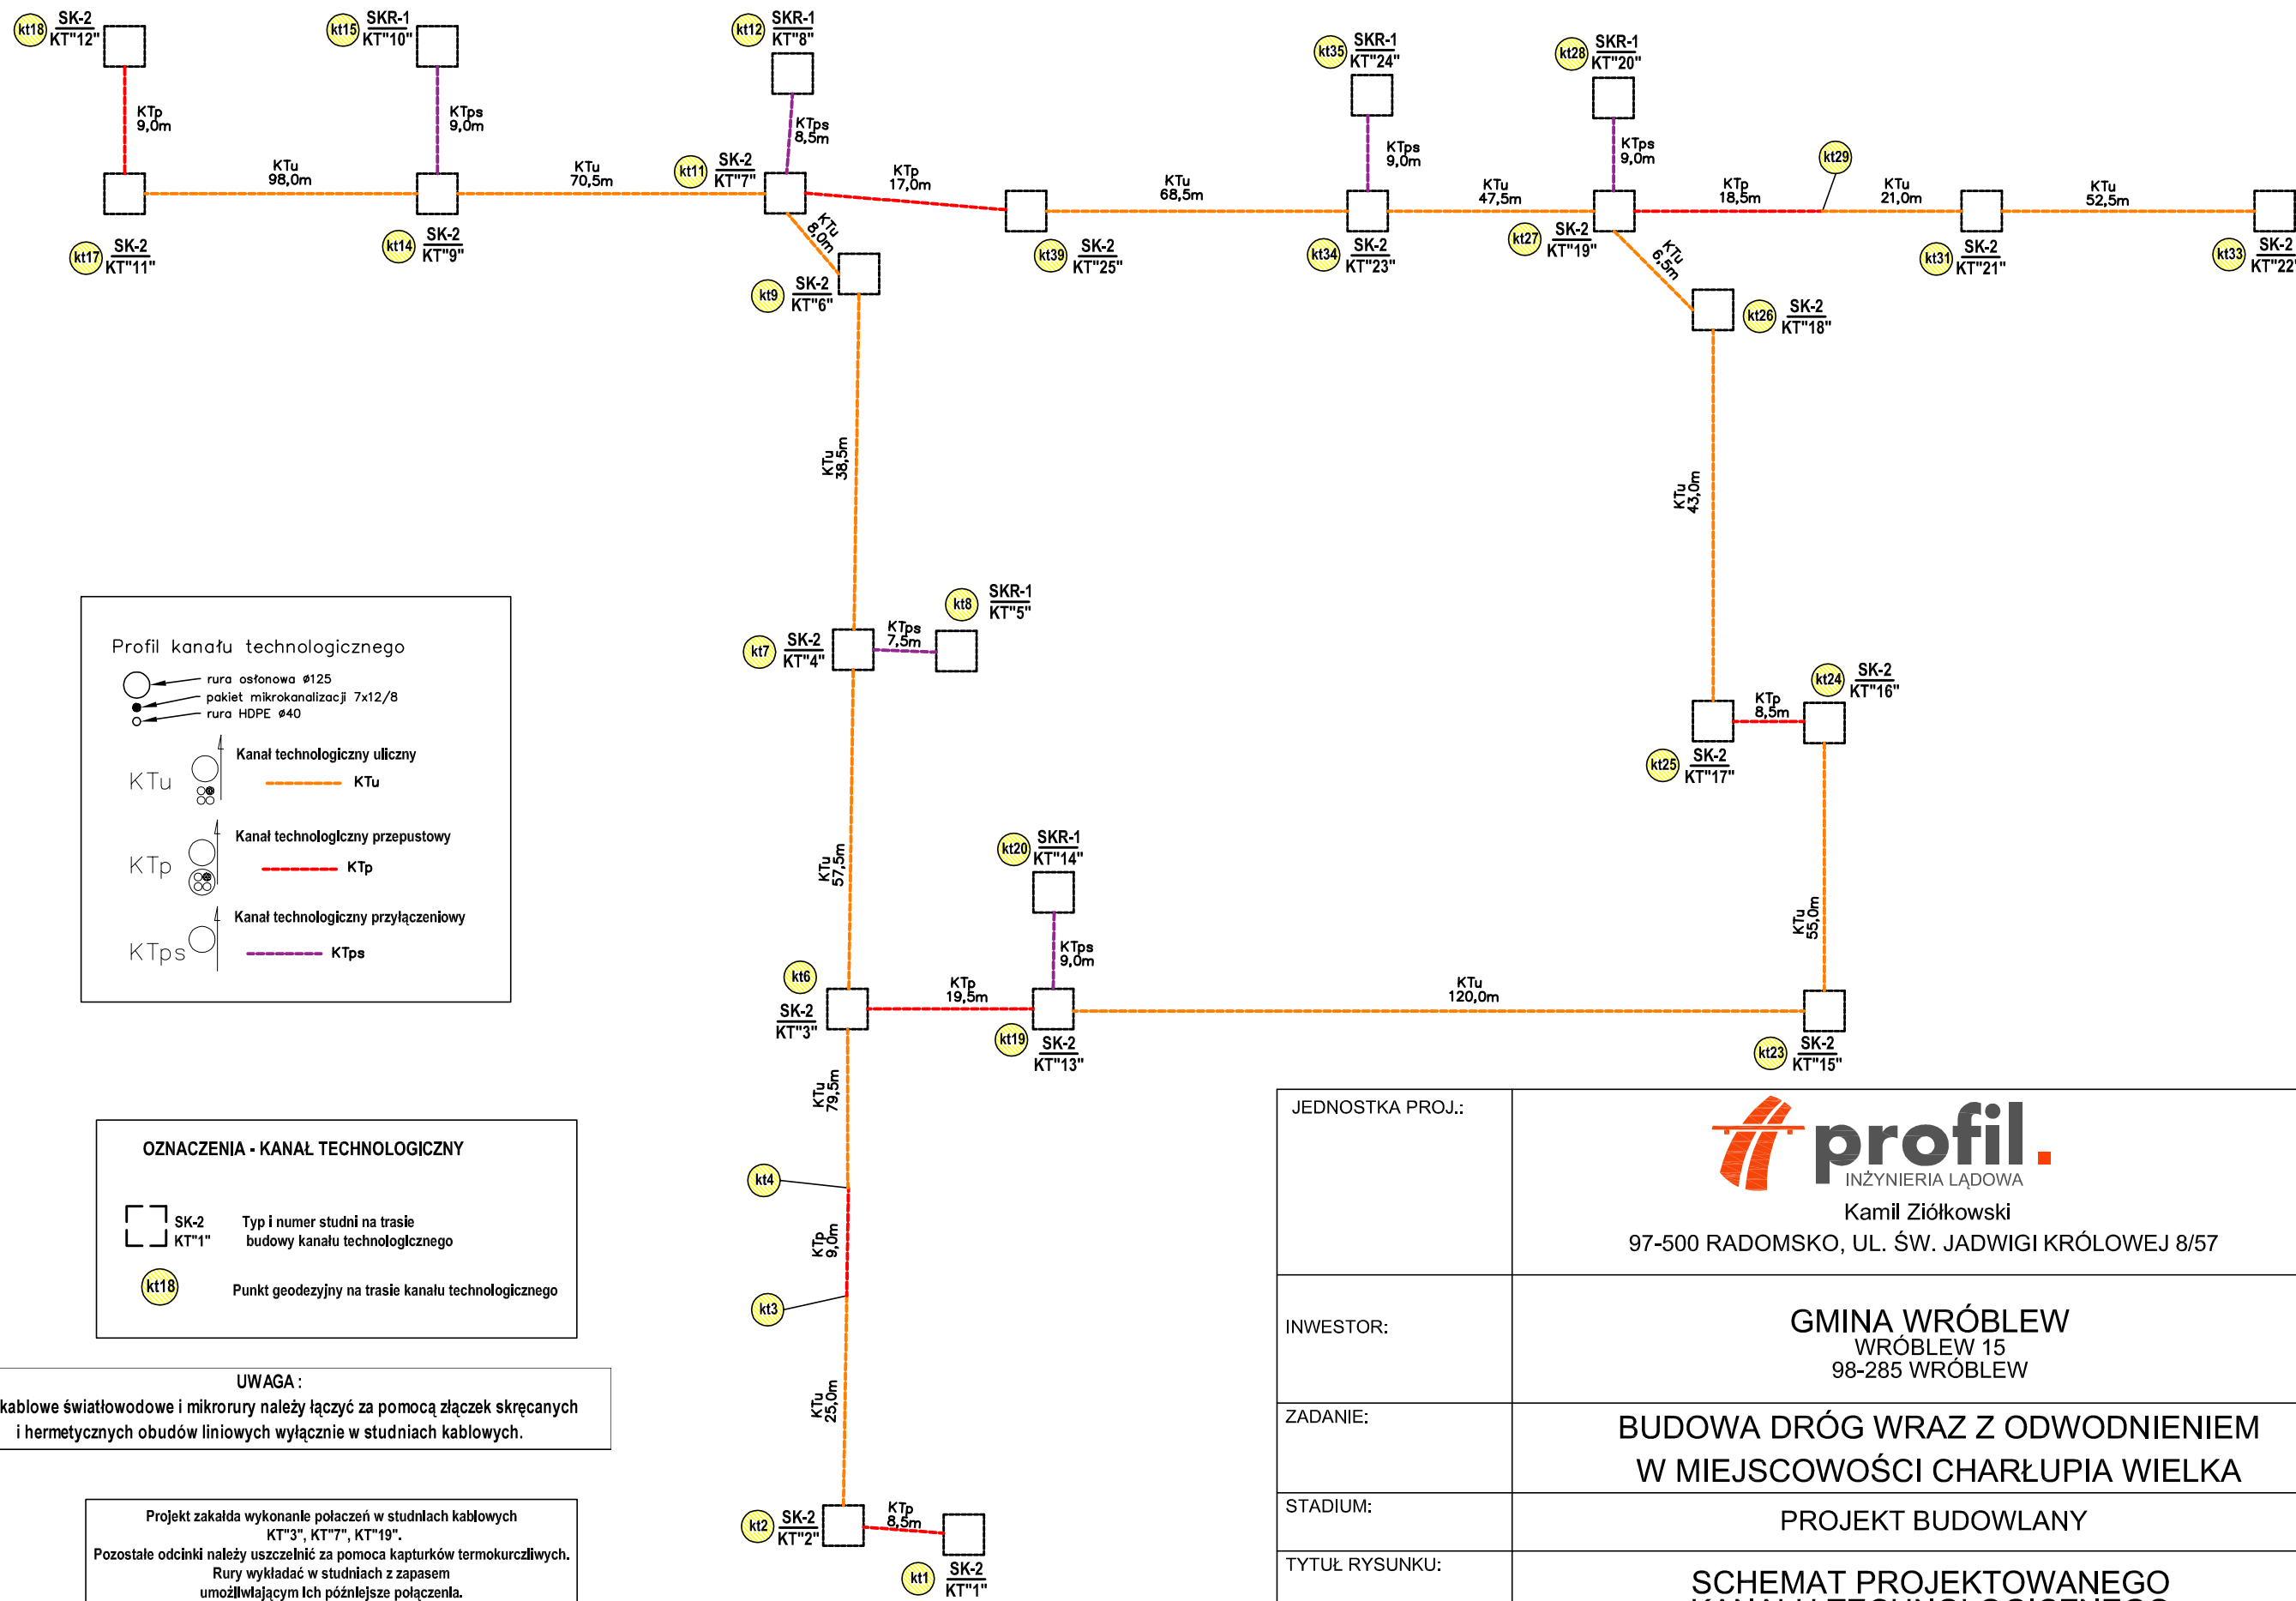 kt18 SK-2
KT"12"
kt15 SKR-1
KT"10"
kt12 SKR-1
KT"8"
kt35 SKR-1
KT"24"
kt28 SKR-1
KT"20"
KTp
9,0m
KTps
9,0m
KTps
8,5m
KTps
9,0m
KTps
9,0m
kt29
KTu
98,0m
KTu
70,5m
kt11 SK-2
KT"7"
KTp
17,0m
KTu
68,5m
KTu
47,5m
KTp
18,5m
KTu
21,0m
KTu
52,5m
kt17 SK-2
KT"11"
kt14 SK-2
KT"9"
KTu
8,0m
kt39 SK-2
KT"25"
kt34 SK-2
KT"23"
kt27 SK-2
KT"19"
KTu
6,5m
kt31 SK-2
KT"21"
kt33 SK-2
KT"22"
kt9 SK-2
KT"6"
kt26 SK-2
KT"18"
KTu
38,5m
KTu
43,0m
kt8 SKR-1
KT"5"
kt7 SK-2
KT"4"
KTps
7,5m
kt24 SK-2
KT"16"
KTp
8,5m
kt25 SK-2
KT"17"
KTu
57,5m
kt20 SKR-1
KT"14"
KTu
55,0m
KTps
9,0m
kt6
SK-2
KT"3"
KTp
19,5m
KTu
120,0m
kt19 SK-2
KT"13"
kt23 SK-2
KT"15"
KTu
79,5m
kt4
KTp
9,0m
kt3
KTu
25,0m
kt2 SK-2
KT"2"
KTp
8,5m
kt1 SK-2
KT"1"
Profil kanału technologicznego
rura osłonowa ø125
pakiet mikrokanalizacji 7x12/8
rura HDPE ø40
Kanał technologiczny uliczny
KTu
KTu
Kanał technologiczny przepustowy
KTp
KTp
Kanał technologiczny przyłączeniowy
KTps
KTps
OZNACZENIA - KANAŁ TECHNOLOGICZNY
SK-2
KT"1"
Typ i numer studni na trasie
budowy kanału technologicznego
kt18
Punkt geodezyjny na trasie kanału technologicznego
UWAGA :
kablowe światłowodowe i mikrorury należy łączyć za pomocą złączek skręcanych
i hermetycznych obudów liniowych wyłącznie w studniach kablowych.
Projekt zakałda wykonanie połaczeń w studniach kablowych
KT"3", KT"7", KT"19".
Pozostałe odcinki należy uszczelnić za pomoca kapturków termokurczliwych.
Rury wykładać w studniach z zapasem
umożliwiającym ich późniejsze połączenia.
JEDNOSTKA PROJ.:
profil.
INŻYNIERIA LĄDOWA
Kamil Ziółkowski
97-500 RADOMSKO, UL. ŚW. JADWIGI KRÓLOWEJ 8/57
INWESTOR:
GMINA WRÓBLEW
WRÓBLEW 15
98-285 WRÓBLEW
ZADANIE:
BUDOWA DRÓG WRAZ Z ODWODNIENIEM
W MIEJSCOWOŚCI CHARŁUPIA WIELKA
STADIUM:
PROJEKT BUDOWLANY
TYTUŁ RYSUNKU:
SCHEMAT PROJEKTOWANEGO